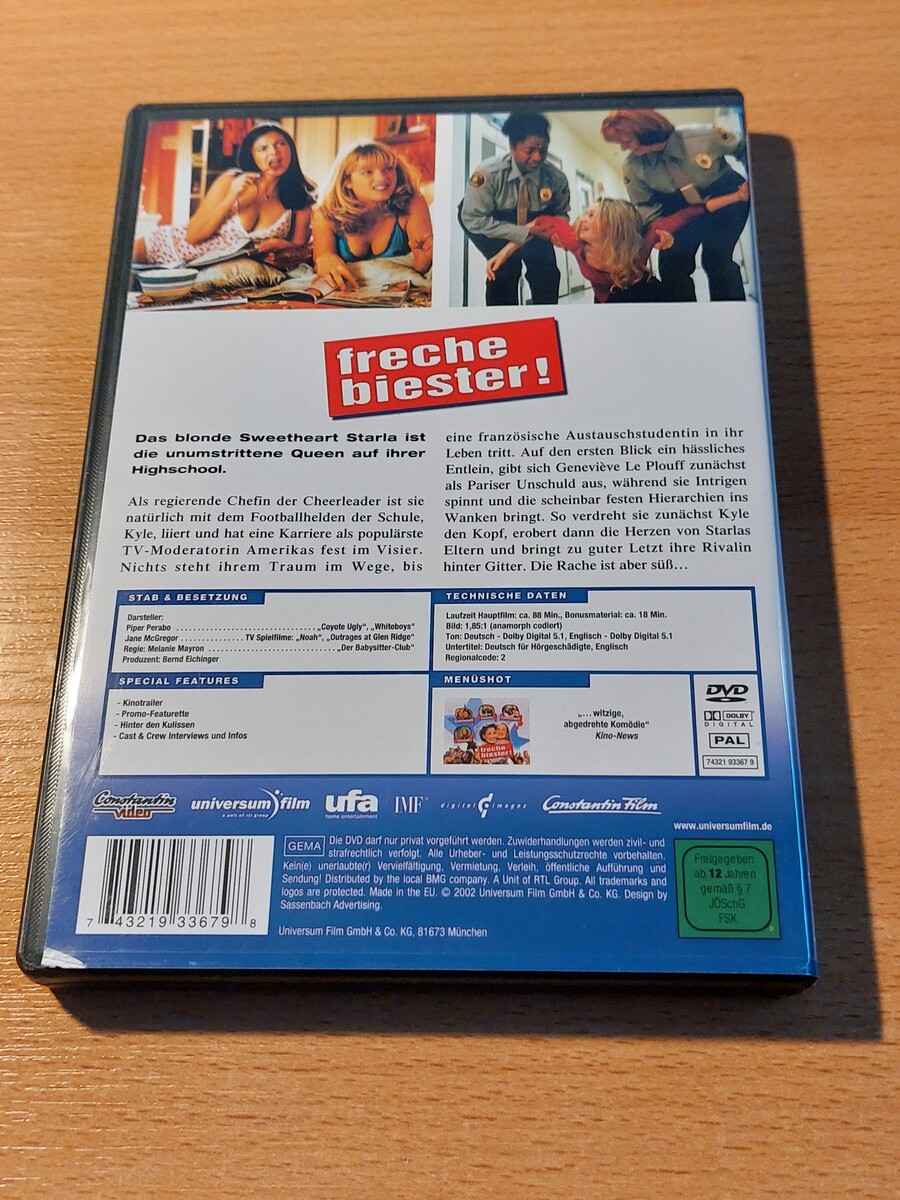 freche
biester!
Das blonde Sweetheart Starla ist
die unumstrittene Queen auf ihrer
Highschool.
Als regierende Chefin der Cheerleader ist sie
natürlich mit dem Footballhelden der Schule,
Kyle, liiert und hat eine Karriere als populärste
TV-Moderatorin Amerikas fest im Visier.
Nichts steht ihrem Traum im Wege, bis
eine französische Austauschstudentin in ihr
Leben tritt. Auf den ersten Blick ein hässliches
Entlein, gibt sich Geneviève Le Plouff zunächst
als Pariser Unschuld aus, während sie Intrigen
spinnt und die scheinbar festen Hierarchien ins
Wanken bringt. So verdreht sie zunächst Kyle
den Kopf, erobert dann die Herzen von Starlas
Eltern und bringt zu guter Letzt ihre Rivalin
hinter Gitter. Die Rache ist aber süß...
STAB & BESETZUNG
Darsteller:
Piper Perabo ................................ „Coyote Ugly“, „Whiteboys“
Jane McGregor .............. TV Spielfilme: „Noah“, „Outrages at Glen Ridge“
Regie: Melanie Mayron ............................ „Der Babysitter-Club“
Produzent: Bernd Eichinger
TECHNISCHE DATEN
Laufzeit Hauptfilm: ca. 88 Min., Bonusmaterial: ca. 18 Min.
Bild: 1,85:1 (anamorph codiert)
Ton: Deutsch - Dolby Digital 5.1, Englisch - Dolby Digital 5.1
Untertitel: Deutsch für Hörgeschädigte, Englisch
Regionalcode: 2
SPECIAL FEATURES
- Kinotrailer
- Promo-Featurette
- Hinter den Kulissen
- Cast & Crew Interviews und Infos
MENÜSHOT
freche
biester!
„...witzige,
abgedrehte Komödie“
Kino-News
DVD
DOLBY
DIGITAL
PAL
74321 93367 9
Constantin
video
universum film
a unit of rtl group
ufa
home entertainment
IMF
digital images
Constantin Film
www.universumfilm.de
GEMA
Die DVD darf nur privat vorgeführt werden. Zuwiderhandlungen werden zivil- und
strafrechtlich verfolgt. Alle Urheber- und Leistungsschutzrechte vorbehalten.
Kein(e) unerlaubte(r) Vervielfältigung, Vermietung, Verleih, öffentliche Aufführung und
Sendung! Distributed by the local BMG company. A Unit of RTL Group. All trademarks and
logos are protected. Made in the EU. © 2002 Universum Film GmbH & Co. KG. Design by
Sassenbach Advertising.
Universum Film GmbH & Co. KG, 81673 München
7 43219 33679 8
Freigegeben
ab 12 Jahren
gemäß § 7
JÖSchG
FSK